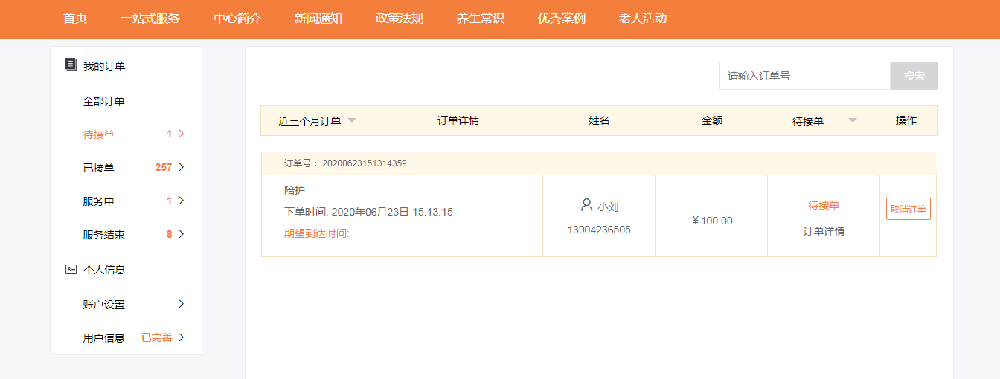 首页 一站式服务 中心简介 新闻通知 政策法规 养生常识 优秀案例 老人活动
我的订单
全部订单
待接单 1
已接单 257
服务中 1
服务结束 8
个人信息
账户设置
用户信息 已完善
请输入订单号 搜索
近三个月订单 订单详情 姓名 金额 待接单 操作
订单号： 20200623151314359
陪护
下单时间: 2020年06月23日 15:13:15
期望到达时间:
小刘
13904236505
￥100.00
待接单
订单详情
取消订单